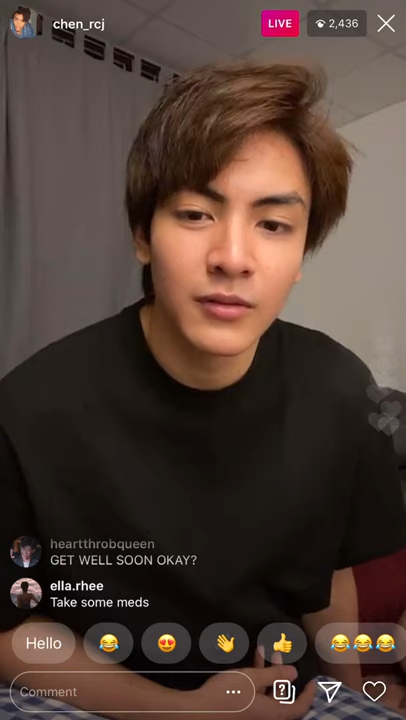 chen_rcj
LIVE
2,436
heartthrobqueen
GET WELL SOON OKAY?
ella.rhee
Take some meds
Hello
Comment